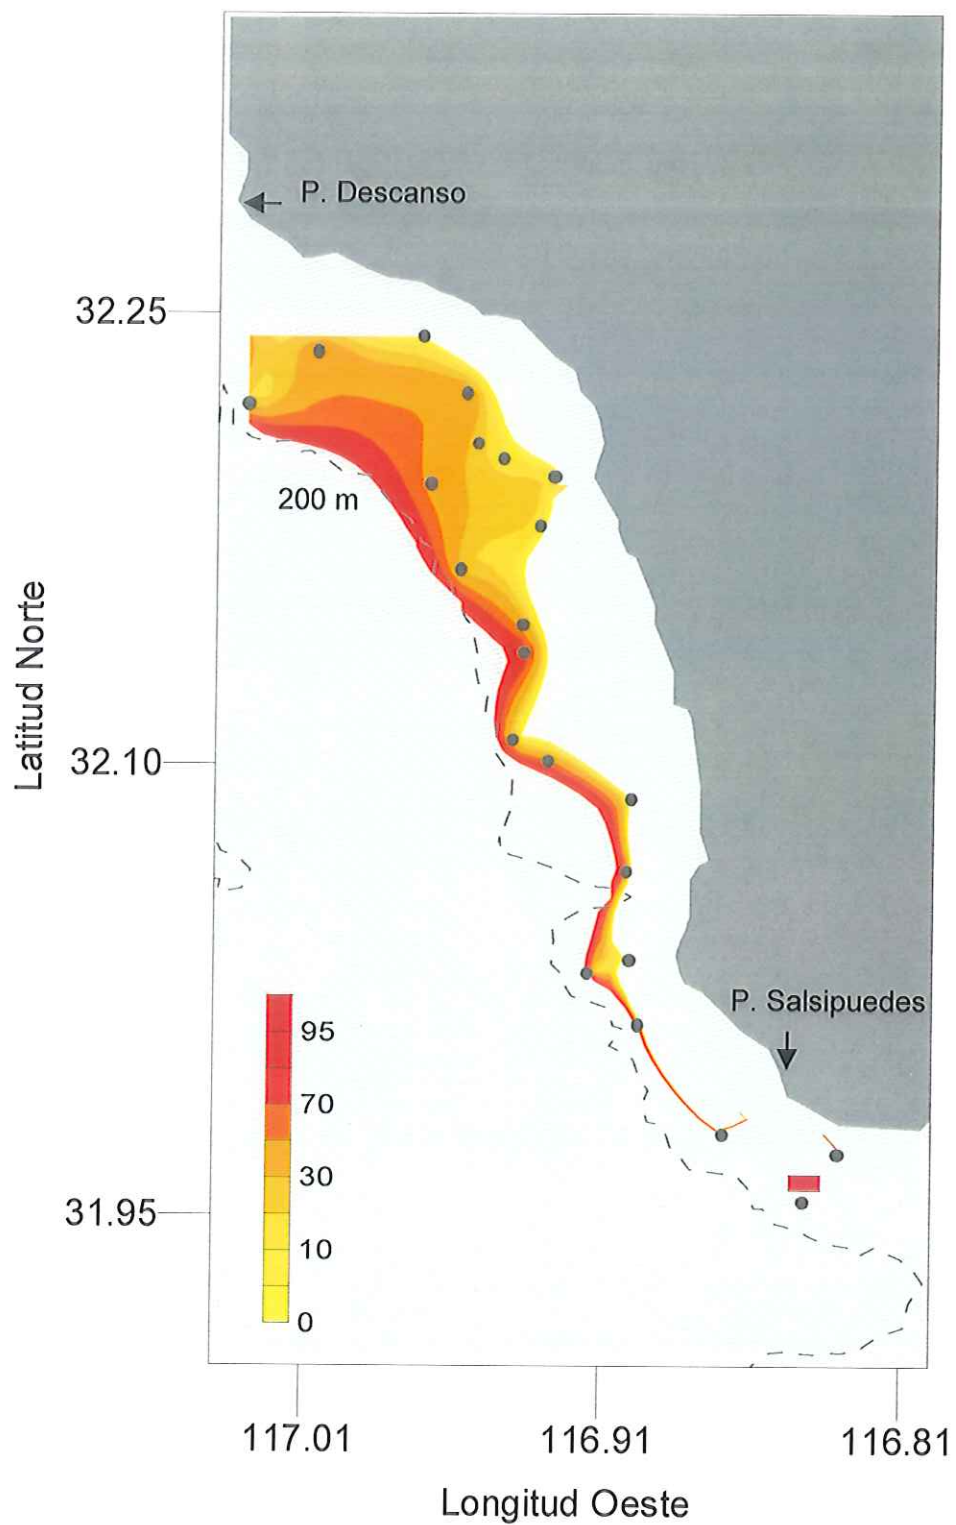 P. Descanso
32.25
200 m
Latitud Norte
32.10
P. Salsipuedes
95
70
30
10
0
31.95
117.01
116.91
116.81
Longitud Oeste